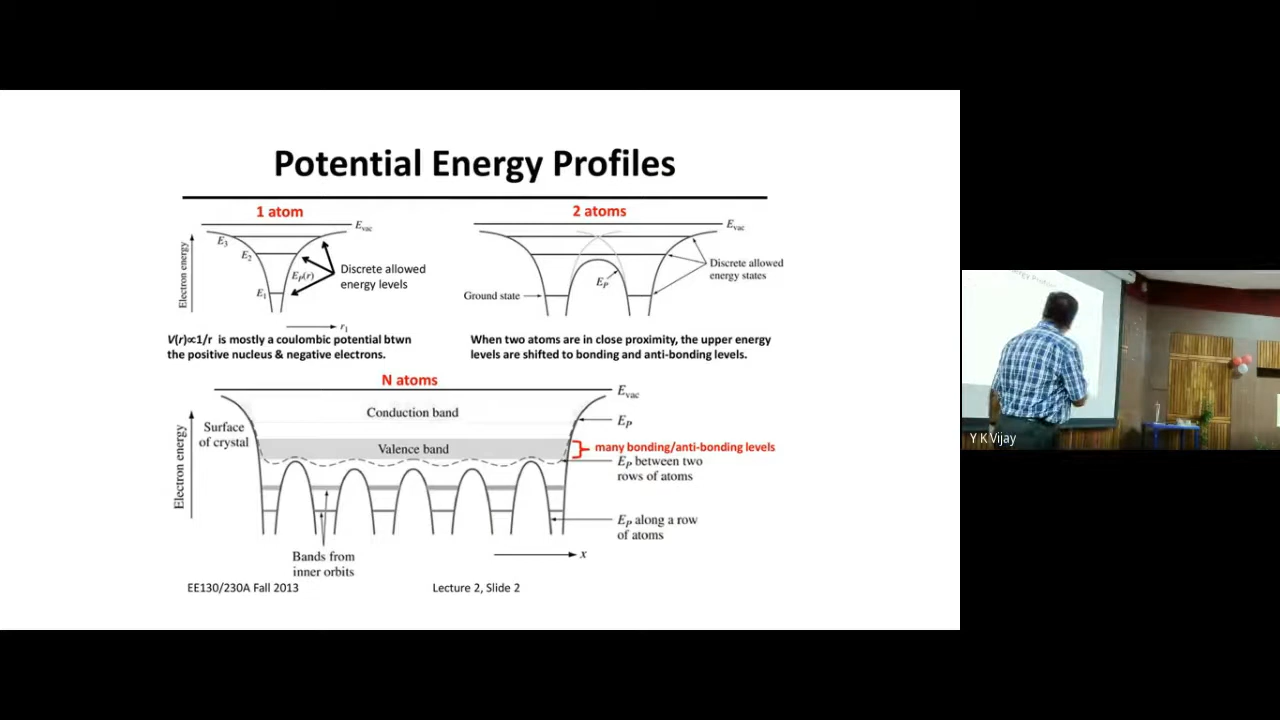 Potential Energy Profiles
1 atom
Evac
E3
E2
EP(r)
E1
Electron energy
r1
Discrete allowed
energy levels
V(r)∝1/r is mostly a coulombic potential btwn
the positive nucleus & negative electrons.
2 atoms
Evac
Discrete allowed
energy states
EP
Ground state
When two atoms are in close proximity, the upper energy
levels are shifted to bonding and anti-bonding levels.
N atoms
Evac
Conduction band
EP
Surface
of crystal
Electron energy
Valence band
many bonding/anti-bonding levels
EP between two
rows of atoms
EP along a row
of atoms
x
Bands from
inner orbits
EE130/230A Fall 2013
Lecture 2, Slide 2
Y K Vijay